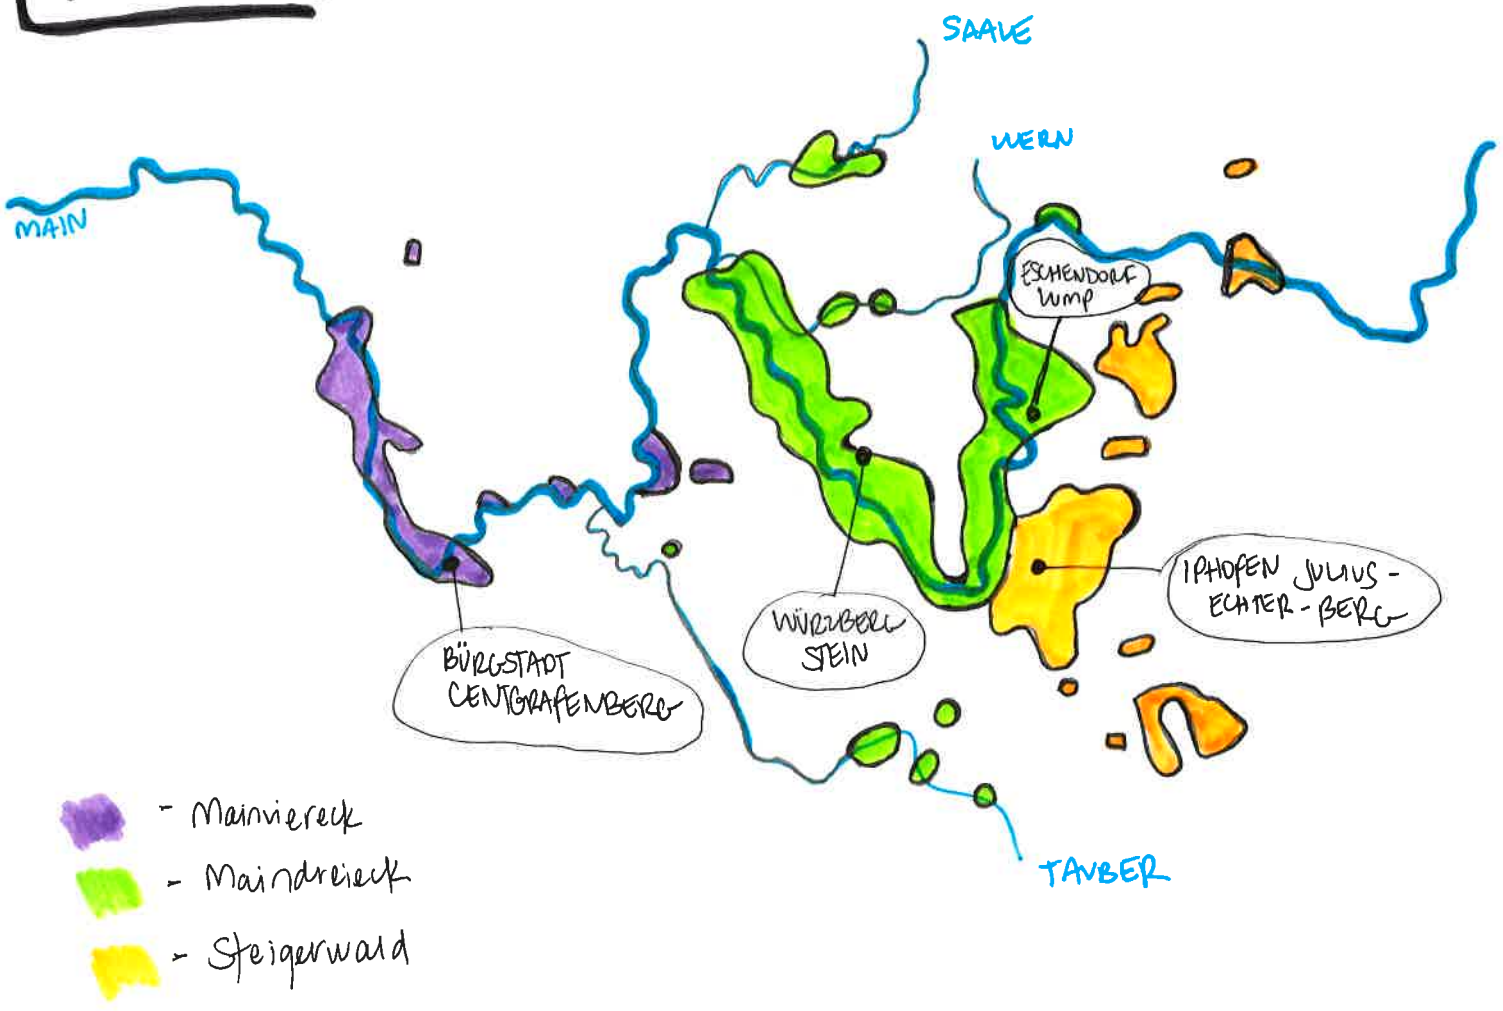 SAALE
WERN
MAIN
ESCHENDORF
LUMP
IPHOFEN JULIUS-
ECHTER-BERG
WÜRZBERG
STEIN
BÜRGSTADT
CENTGRAFENBERG
- Mainviereck
- Maindreieck
- Steigerwald
TAUBER